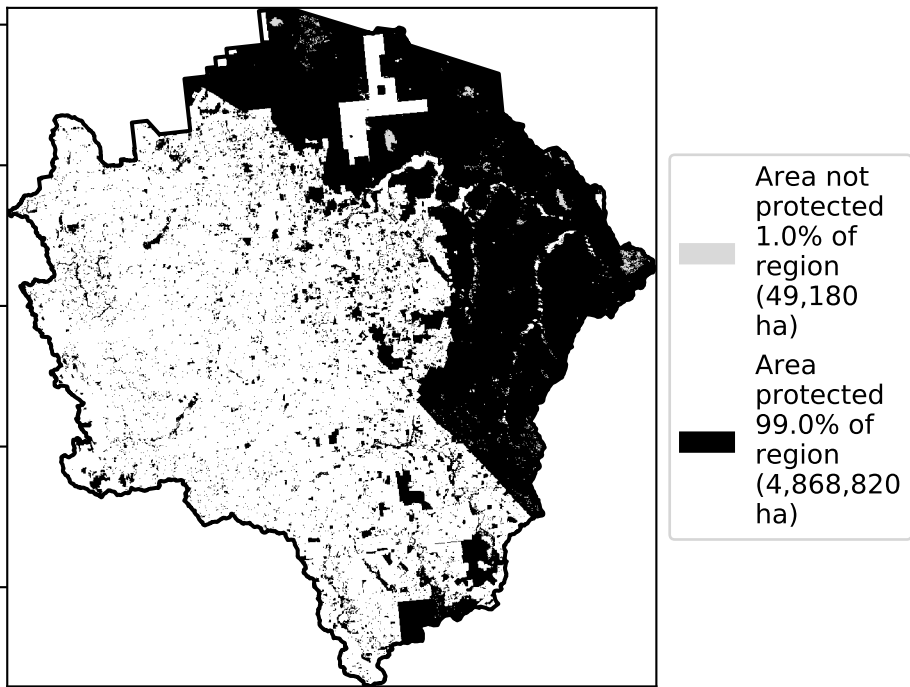 Area not
protected
1.0% of
region
(49,180
ha)
Area
protected
99.0% of
region
(4,868,820
ha)